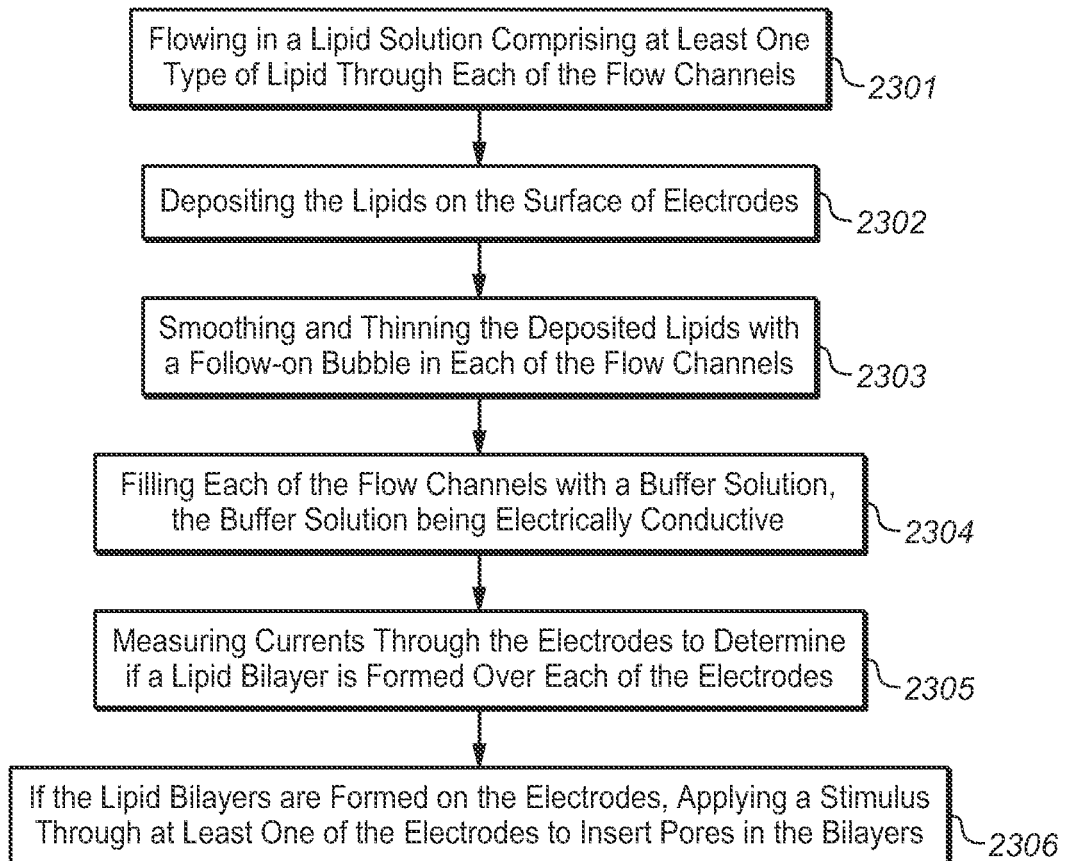 Flowing in a Lipid Solution Comprising at Least One
Type of Lipid Through Each of the Flow Channels
2301
Depositing the Lipids on the Surface of Electrodes
2302
Smoothing and Thinning the Deposited Lipids with
a Follow-on Bubble in Each of the Flow Channels
2303
Filling Each of the Flow Channels with a Buffer Solution,
the Buffer Solution being Electrically Conductive
2304
Measuring Currents Through the Electrodes to Determine
if a Lipid Bilayer is Formed Over Each of the Electrodes
2305
If the Lipid Bilayers are Formed on the Electrodes, Applying a Stimulus
Through at Least One of the Electrodes to Insert Pores in the Bilayers
2306